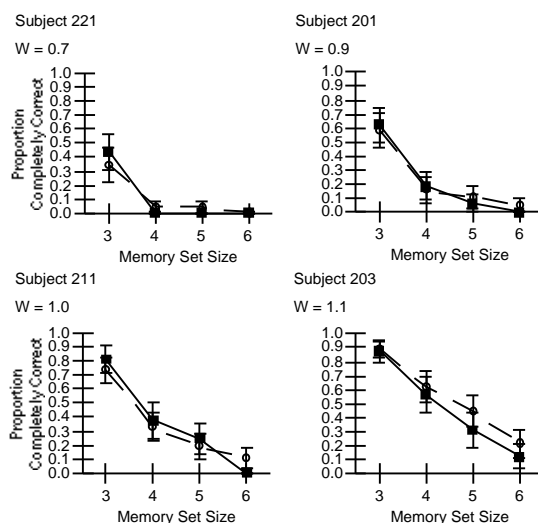 Subject 221
W = 0.7
Proportion
Completely Correct
1.0
0.9
0.8
0.7
0.6
0.5
0.4
0.3
0.2
0.1
0.0
3 4 5 6
Memory Set Size
Subject 201
W = 0.9
1.0
0.9
0.8
0.7
0.6
0.5
0.4
0.3
0.2
0.1
0.0
3 4 5 6
Memory Set Size
Subject 211
W = 1.0
Proportion
Completely Correct
1.0
0.9
0.8
0.7
0.6
0.5
0.4
0.3
0.2
0.1
0.0
3 4 5 6
Memory Set Size
Subject 203
W = 1.1
1.0
0.9
0.8
0.7
0.6
0.5
0.4
0.3
0.2
0.1
0.0
3 4 5 6
Memory Set Size